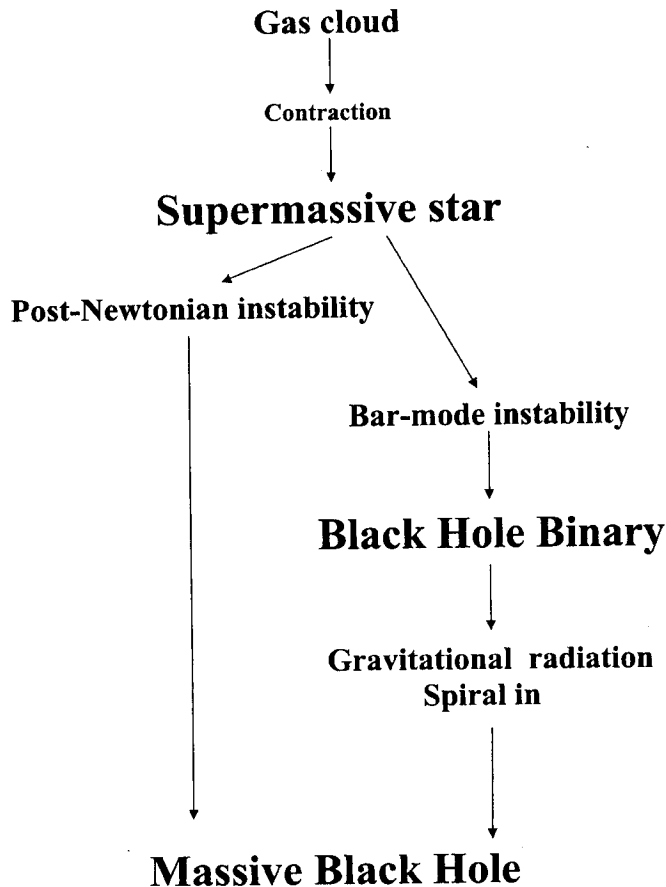 Gas cloud
Contraction
Supermassive star
Post-Newtonian instability
Bar-mode instability
Black Hole Binary
Gravitational radiation
Spiral in
Massive Black Hole